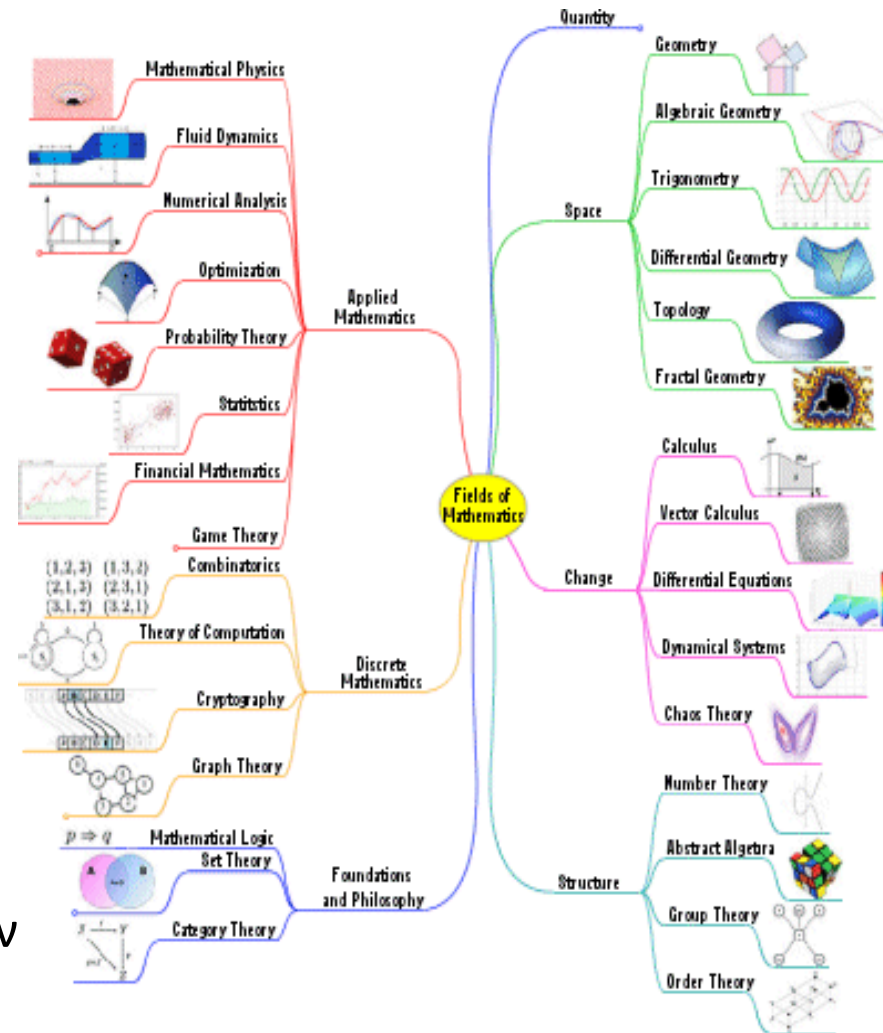 Fields of
Mathematics
Quantity
Space
Geometry
Algebraic Geometry
Trigonometry
Differential Geometry
Topology
Fractal Geometry
Change
Calculus
Vector Calculus
Differential Equations
Dynamical Systems
Chaos Theory
Structure
Number Theory
Abstract Algetra
Group Theory
Order Theory
Applied
Mathematics
Mathematical Physics
Fluid Dynamics
Numerical Analysis
Optimization
Probability Theory
Statitstics
Financial Mathematics
Game Theory
Discrete
Mathematics
Combinatorics
(1,2,3) (1,3,2)
(2,1,3) (2,3,1)
(3,1,2) (3,2,1)
Theory of Computation
Cryptography
Graph Theory
Foundations
and Philosophy
Mathematical Logic
p ⇒ q
Set Theory
A B
Category Theory
ν